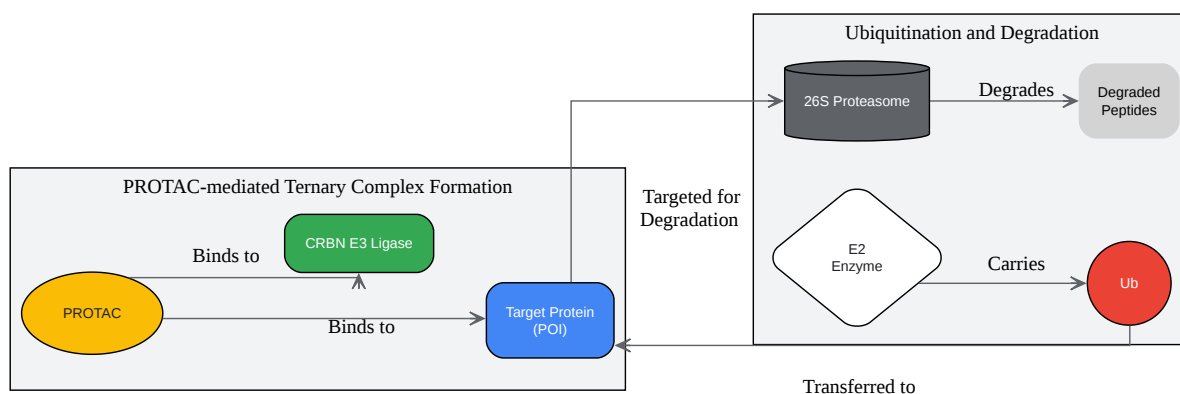 Ubiquitination and Degradation
26S Proteasome
Degrades
Degraded
Peptides
PROTAC-mediated Ternary Complex Formation
Targeted for
Degradation
CRBN E3 Ligase
Binds to
E2
Enzyme
Carries
Ub
PROTAC
Binds to
Target Protein
(POI)
Transferred to